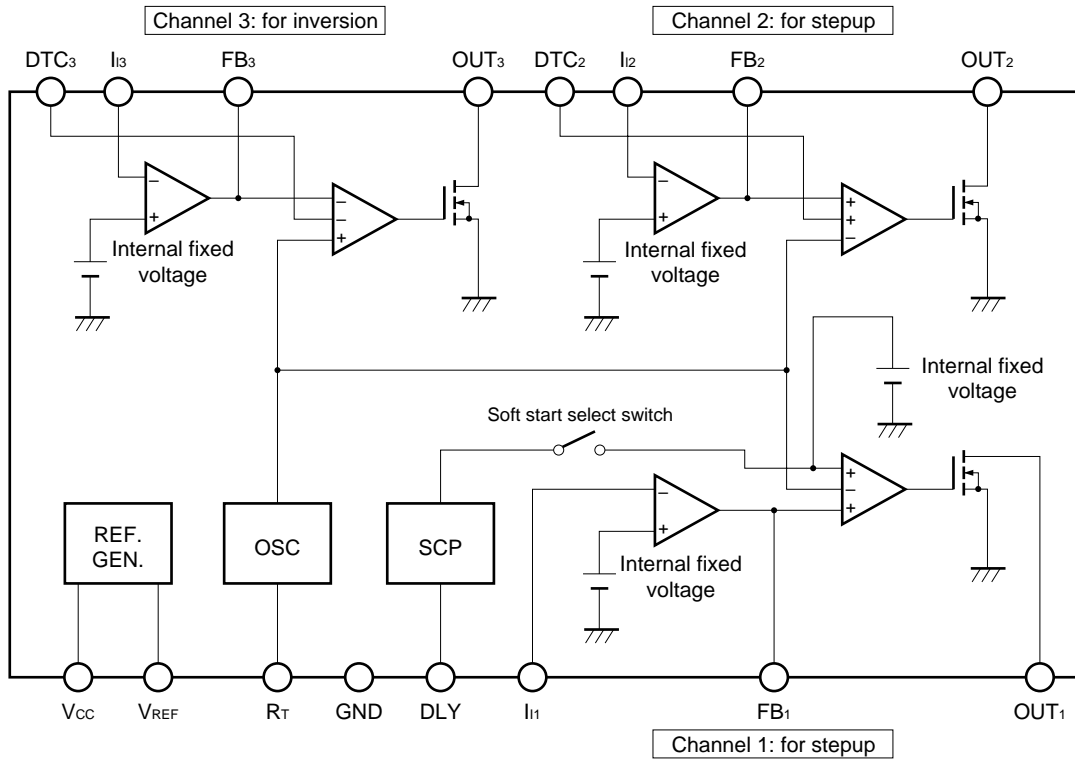 Channel 3: for inversion
Channel 2: for stepup
DTC3 II3 FB3 OUT3 DTC2 II2 FB2 OUT2
−
+
−
−
+
−
+
+
+
−
Internal fixed
voltage
Internal fixed
voltage
Internal fixed
voltage
Soft start select switch
+
−
+
−
+
REF.
GEN.
OSC
SCP
Internal fixed
voltage
VCC VREF RT GND DLY II1 FB1 OUT1
Channel 1: for stepup